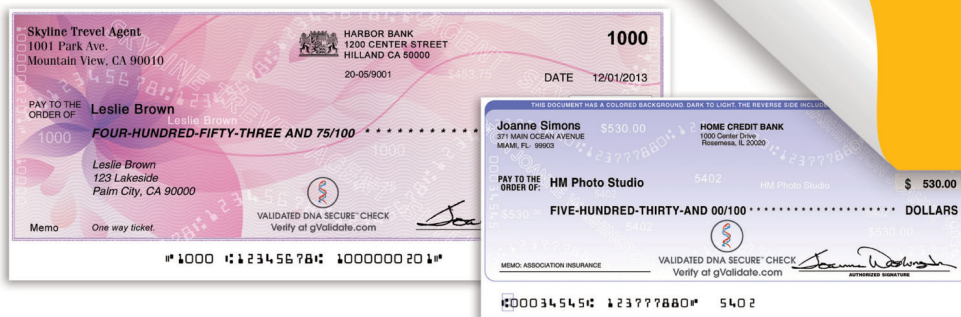 Skyline Trevel Agent
1001 Park Ave.
Mountain View, CA 90010
HARBOR BANK
1200 CENTER STREET
HILLAND CA 50000
20-05/9001
1000
DATE 12/01/2013
PAY TO THE
ORDER OF
Leslie Brown
FOUR-HUNDRED-FIFTY-THREE AND 75/100 * * * * * * * * * * *
Leslie Brown
123 Lakeside
Palm City, CA 90000
VALIDATED DNA SECURE™ CHECK
Verify at gValidate.com
Memo One way ticket.
⑈1000 ⑆12345678⑆ 1000000201⑈
THIS DOCUMENT HAS A COLORED BACKGROUND. DARK TO LIGHT. THE REVERSE SIDE
Joanne Simons
371 MAIN OCEAN AVENUE
MIAMI, FL. 99903
$530.00
HOME CREDIT BANK
1000 Center Drive
Rosemesa, IL 20020
PAY TO THE
ORDER OF:
HM Photo Studio
5402
HM Photo Studio
$ 530.00
FIVE-HUNDRED-THIRTY-AND 00/100 * * * * * * * * * * * * * * * * * * * * DOLLARS
VALIDATED DNA SECURE™ CHECK
Verify at gValidate.com
MEMO: ASSOCIATION INSURANCE
AUTHORIZED SIGNATURE
⑆00034545⑆ 123777880⑈ 5402